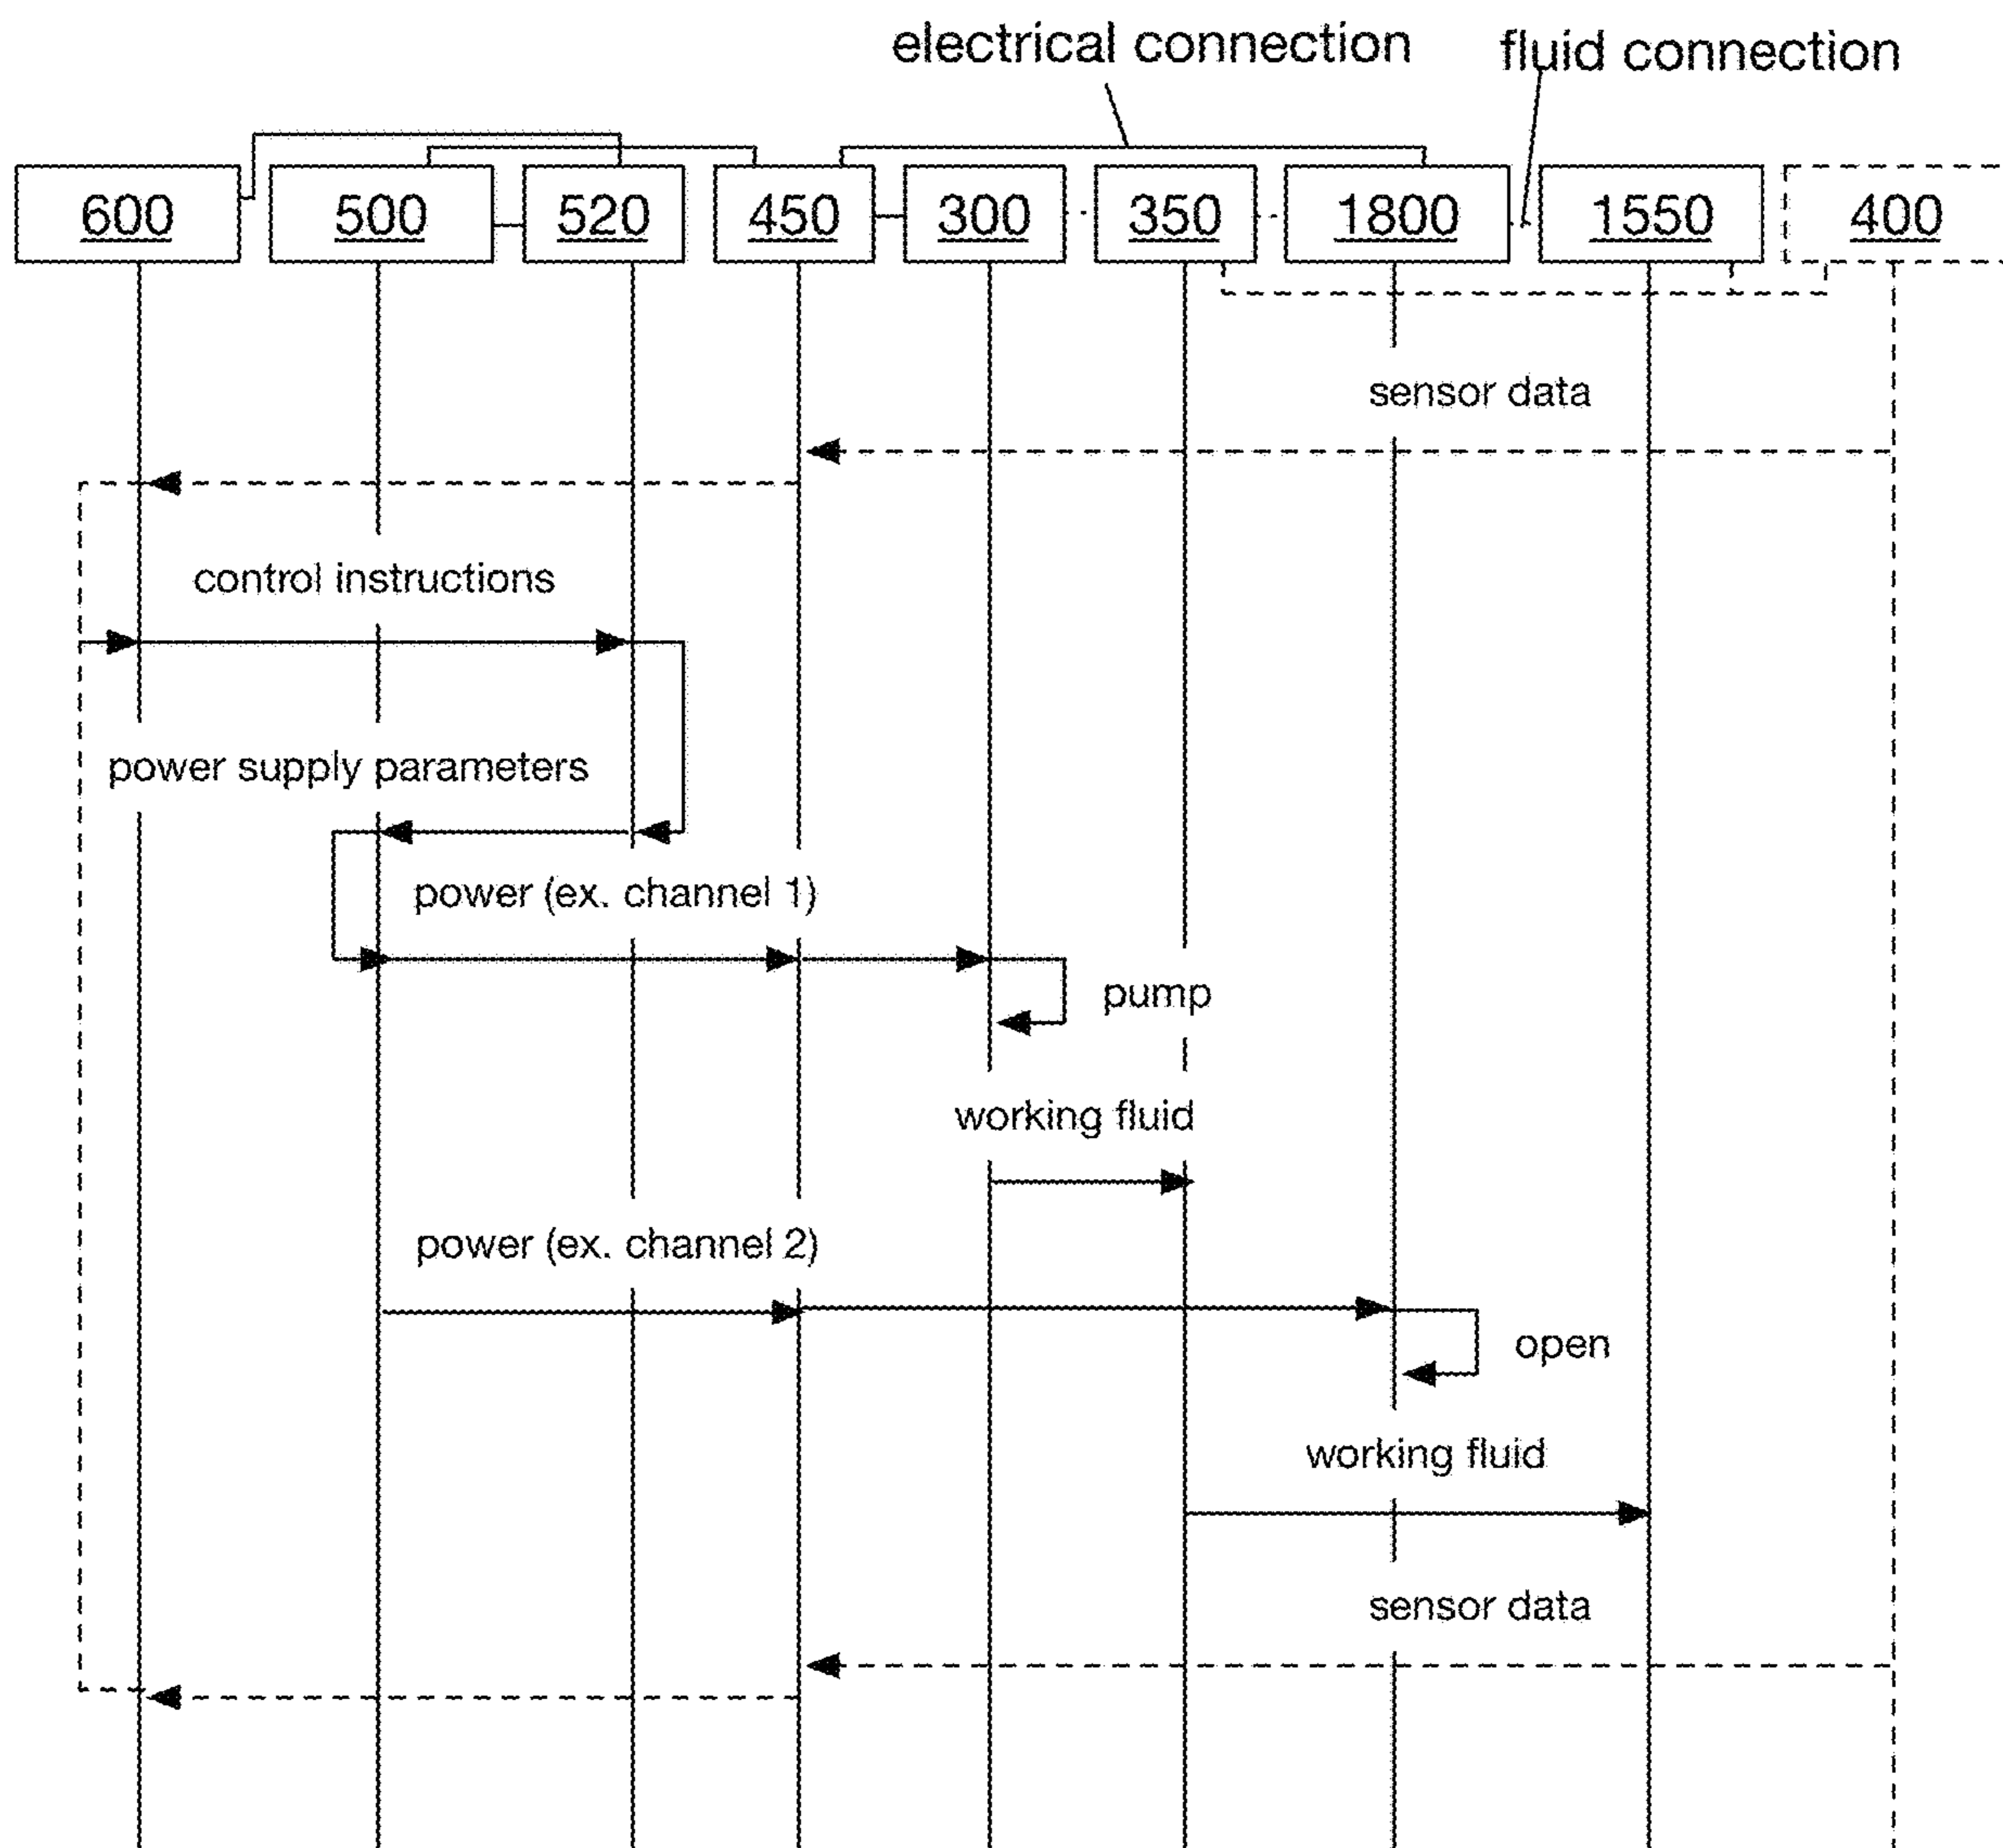 electrical connection
fluid connection
600 500 520 450 300 350 1800 1550 400
sensor data
control instructions
power supply parameters
power (ex. channel 1)
pump
working fluid
power (ex. channel 2)
open
working fluid
sensor data